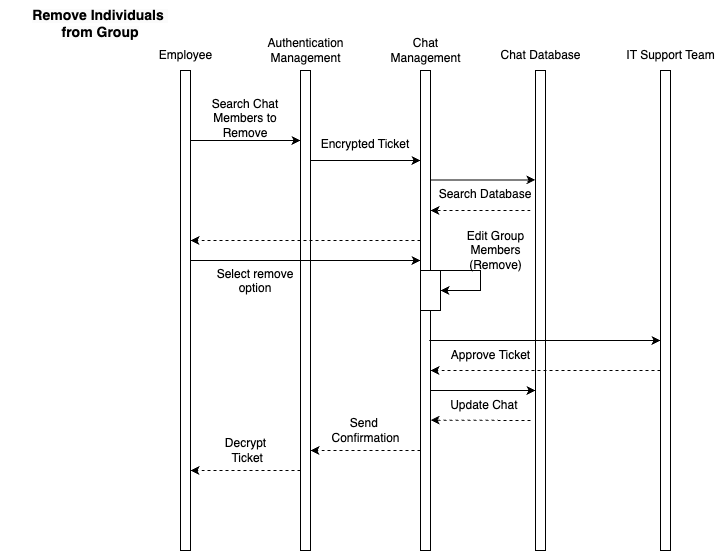 Remove Individuals
from Group
Employee
Authentication
Management
Chat
Management
Chat Database
IT Support Team
Search Chat
Members to
Remove
Encrypted Ticket
Search Database
Edit Group
Members
(Remove)
Select remove
option
Approve Ticket
Update Chat
Send
Confirmation
Decrypt
Ticket